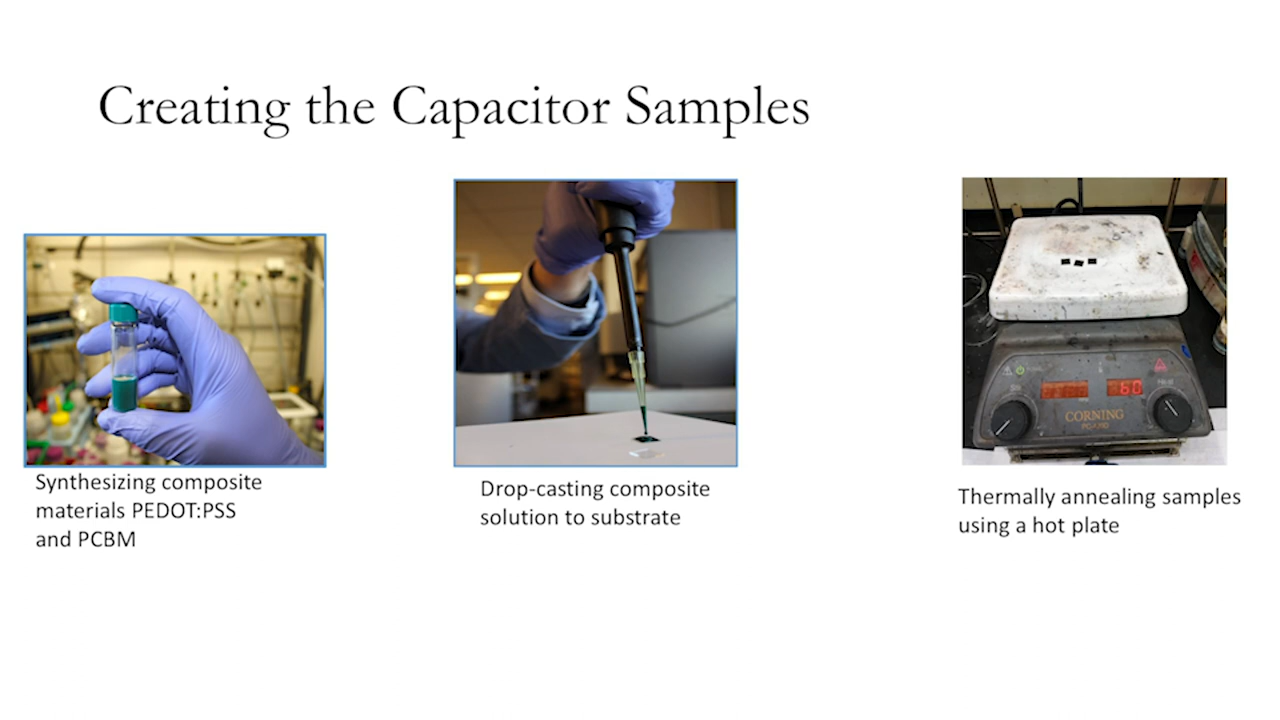 Creating the Capacitor Samples
Synthesizing composite
materials PEDOT:PSS
and PCBM
Drop-casting composite
solution to substrate
60
CORNING
Thermally annealing samples
using a hot plate